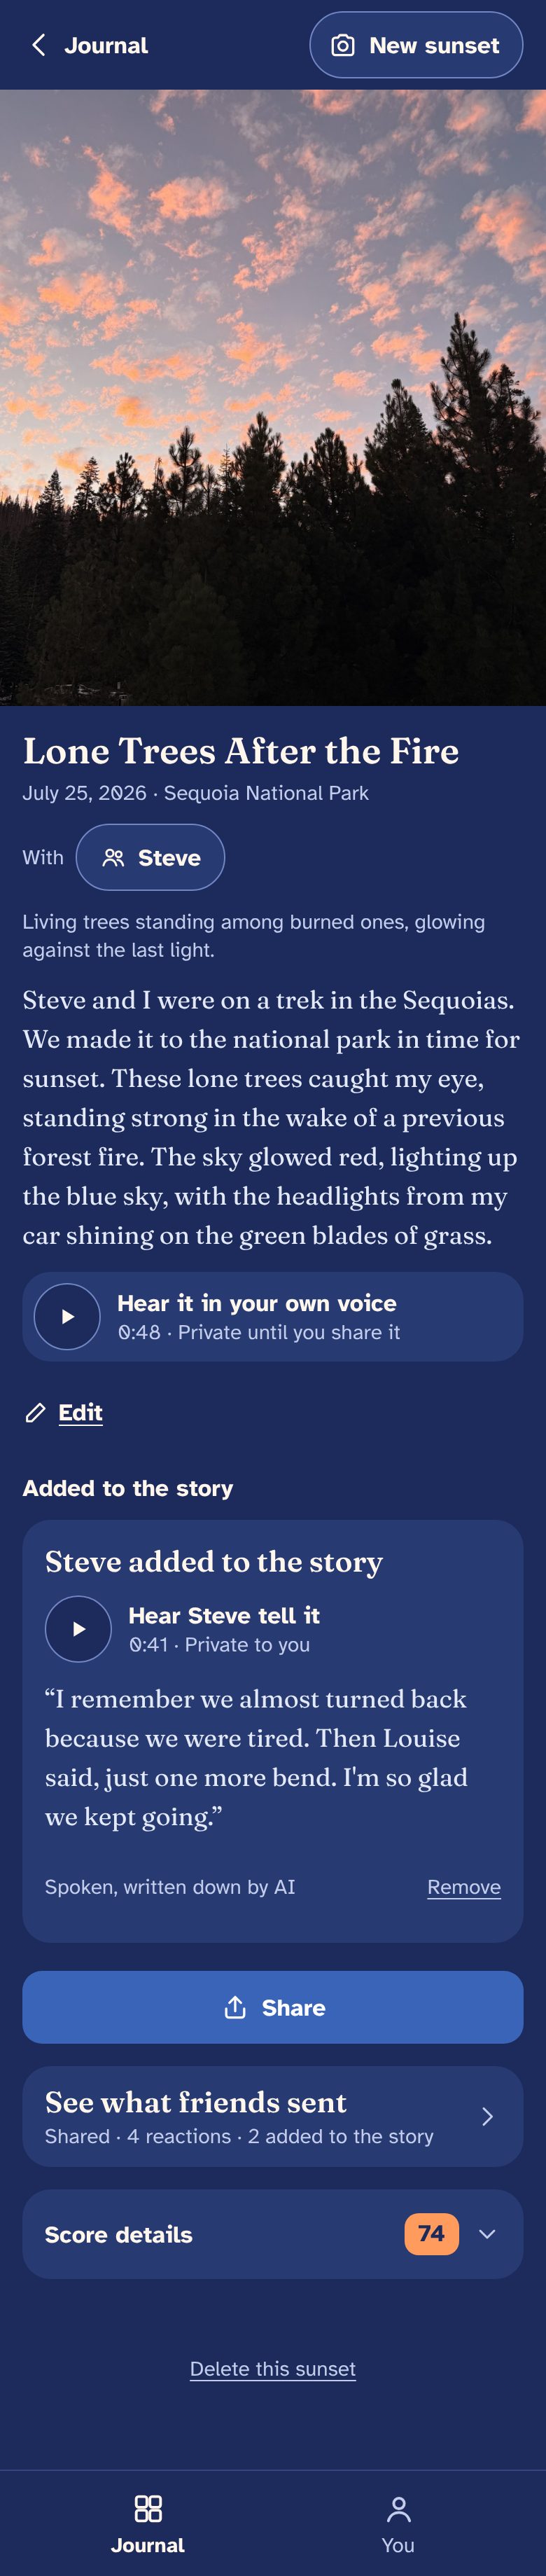 Journal
New sunset
Lone Trees After the Fire
July 25, 2026 · Sequoia National Park
With
Steve
Living trees standing among burned ones, glowing
against the last light.
Steve and I were on a trek in the Sequoias.
We made it to the national park in time for
sunset. These lone trees caught my eye,
standing strong in the wake of a previous
forest fire. The sky glowed red, lighting up
the blue sky, with the headlights from my
car shining on the green blades of grass.
Hear it in your own voice
0:48 · Private until you share it
Edit
Added to the story
Steve added to the story
Hear Steve tell it
0:41 · Private to you
“I remember we almost turned back
because we were tired. Then Louise
said, just one more bend. I'm so glad
we kept going.”
Spoken, written down by AI
Remove
Share
See what friends sent
Shared · 4 reactions · 2 added to the story
Score details
74
Delete this sunset
Journal
You